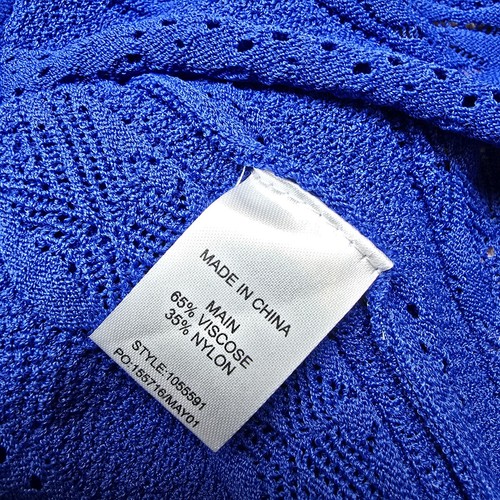 MADE IN CHINA
MAIN
65% VISCOSE
35% NYLON
STYLE:1055591
PO:155716/MAY01